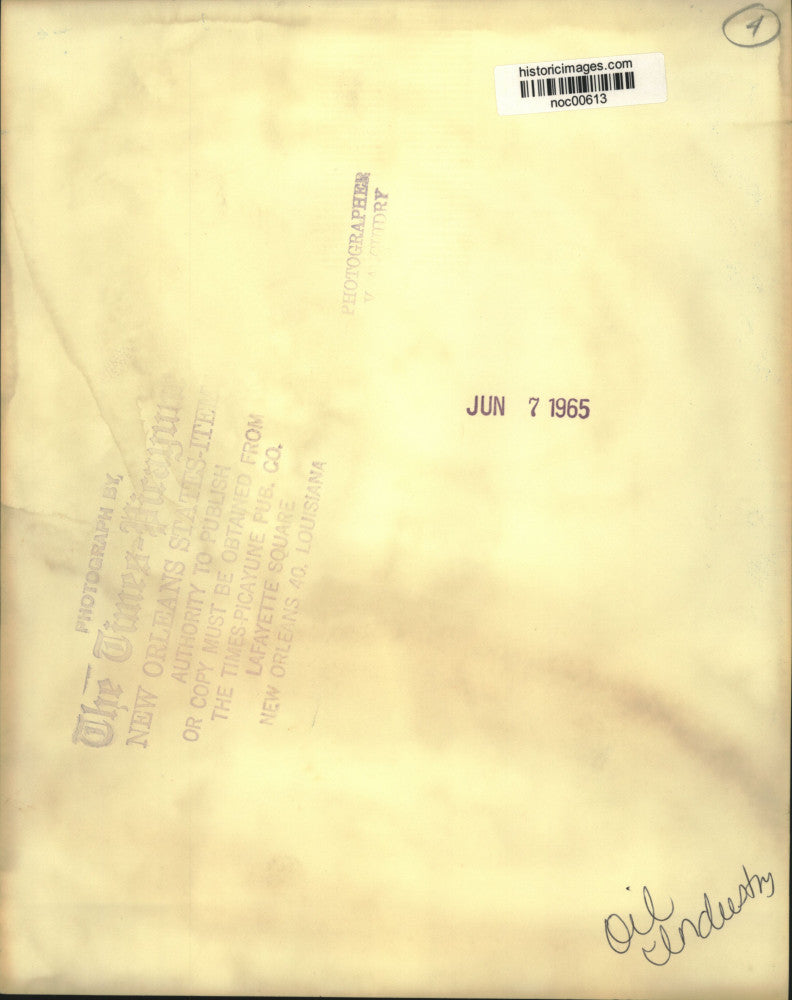 4
historicimages.com
noc00613
PHOTOGRAPHER
JUN 7 1965
PHOTOGRAPH BY
The Times-Picayune
NEW ORLEANS STATES-ITEM
AUTHORITY TO PUBLISH
OR COPY MUST BE OBTAINED FROM
THE TIMES-PICAYUNE PUB. CO.
LAFAYETTE SQUARE
NEW ORLEANS 40, LOUISIANA
Oil
Industry